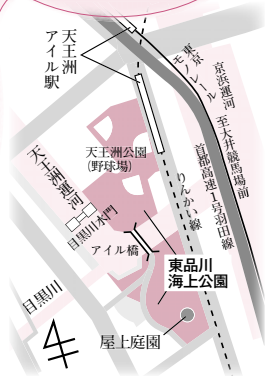 天王洲
アイル駅
東京
モノレール
京浜運河
至大井競馬場前
首都高速1号羽田線
天王洲公園
(野球場)
りんかい線
天王洲運河
目黒川水門
アイル橋
東品川
海上公園
目黒川
屋上庭園